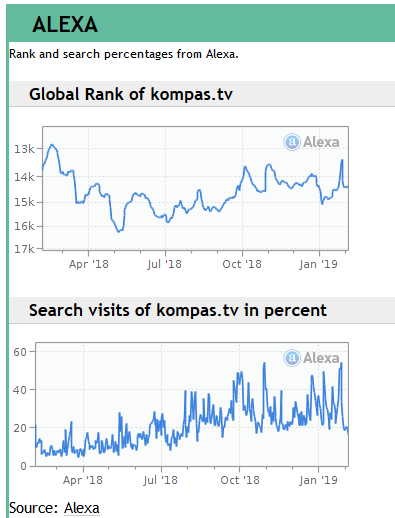 ALEXA
Rank and search percentages from Alexa.
Global Rank of kompas.tv
a Alexa
13k
14k
15k
16k
17k
Apr '18 Jul '18 Oct '18 Jan '19
Search visits of kompas.tv in percent
a Alexa
60
40
20
0
Apr '18 Jul '18 Oct '18 Jan '19
Source: Alexa